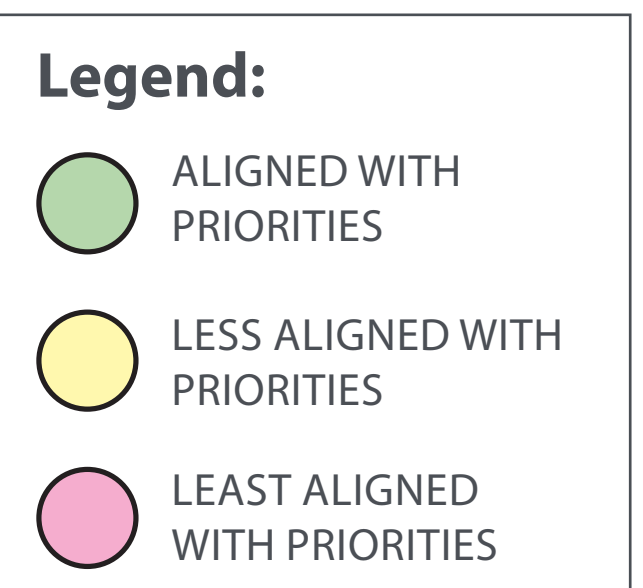 Legend:
ALIGNED WITH
PRIORITIES
LESS ALIGNED WITH
PRIORITIES
LEAST ALIGNED
WITH PRIORITIES